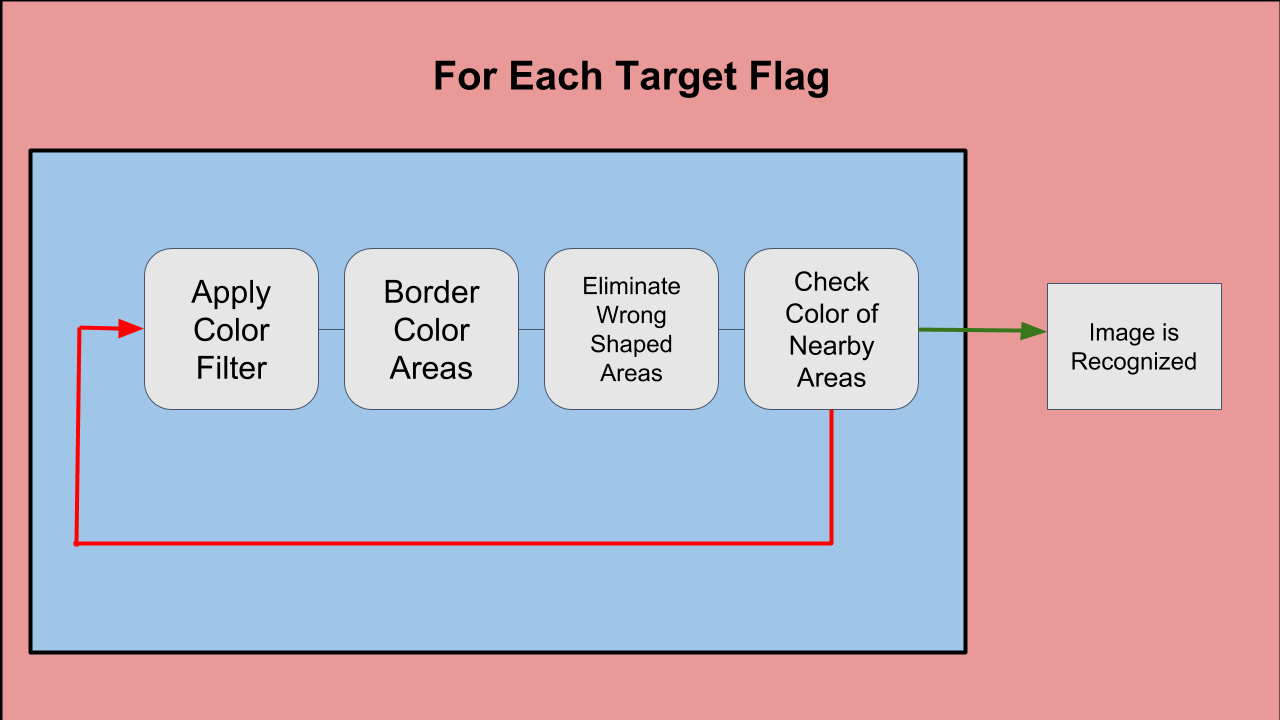 For Each Target Flag
Apply
Color
Filter
Border
Color
Areas
Eliminate
Wrong
Shaped
Areas
Check
Color of
Nearby
Areas
Image is
Recognized